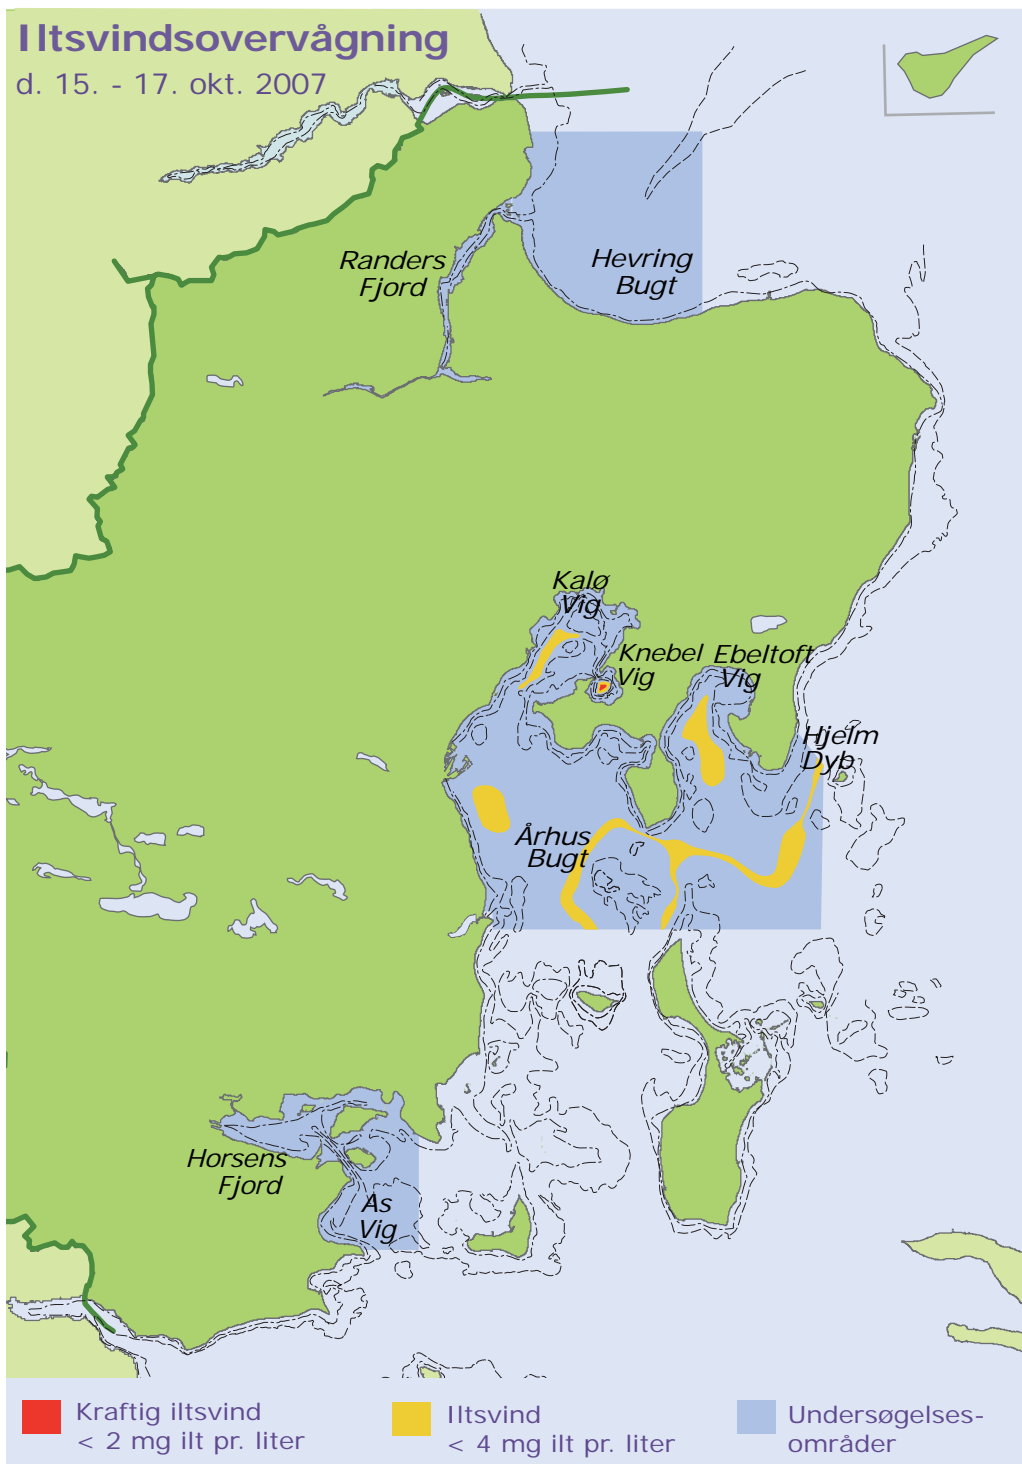 Iltsvindsovervågning
d. 15. - 17. okt. 2007
Randers
Fjord
Hevring
Bugt
Kalø
Vig
Knebel
Vig
Ebeltoft
Vig
Hjelm
Dyb
Århus
Bugt
Horsens
Fjord
As
Vig
Kraftig iltsvind
< 2 mg ilt pr. liter
Iltsvind
< 4 mg ilt pr. liter
Undersøgelses-
områder